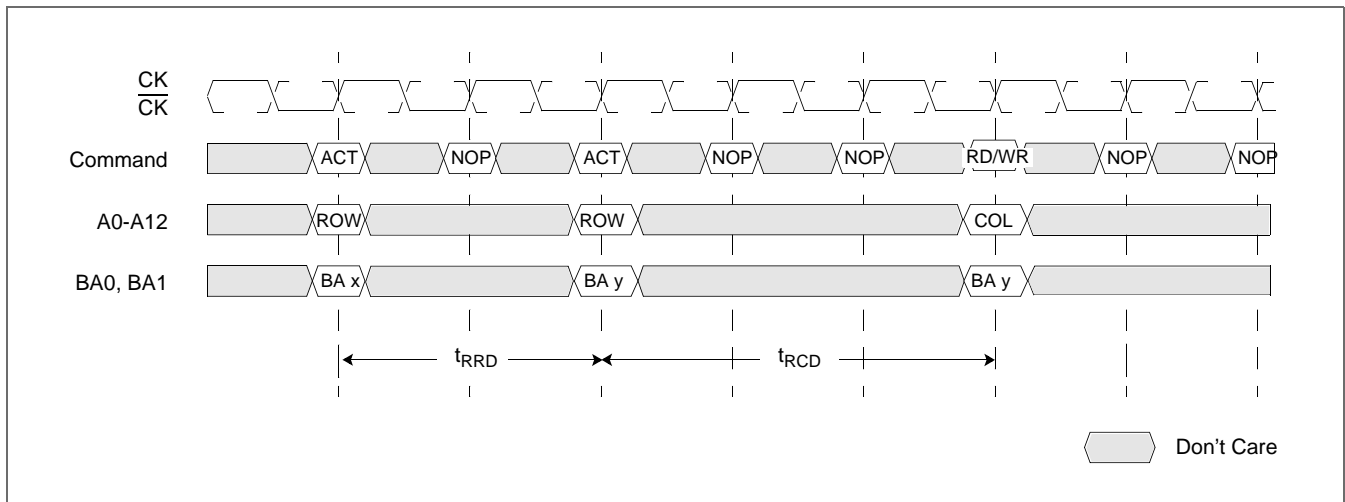 CK
CK
Command ACT NOP ACT NOP NOP RD/WR NOP NOP
A0-A12 ROW ROW COL
BA0, BA1 BA x BA y BA y
tRRD tRCD
Don't Care